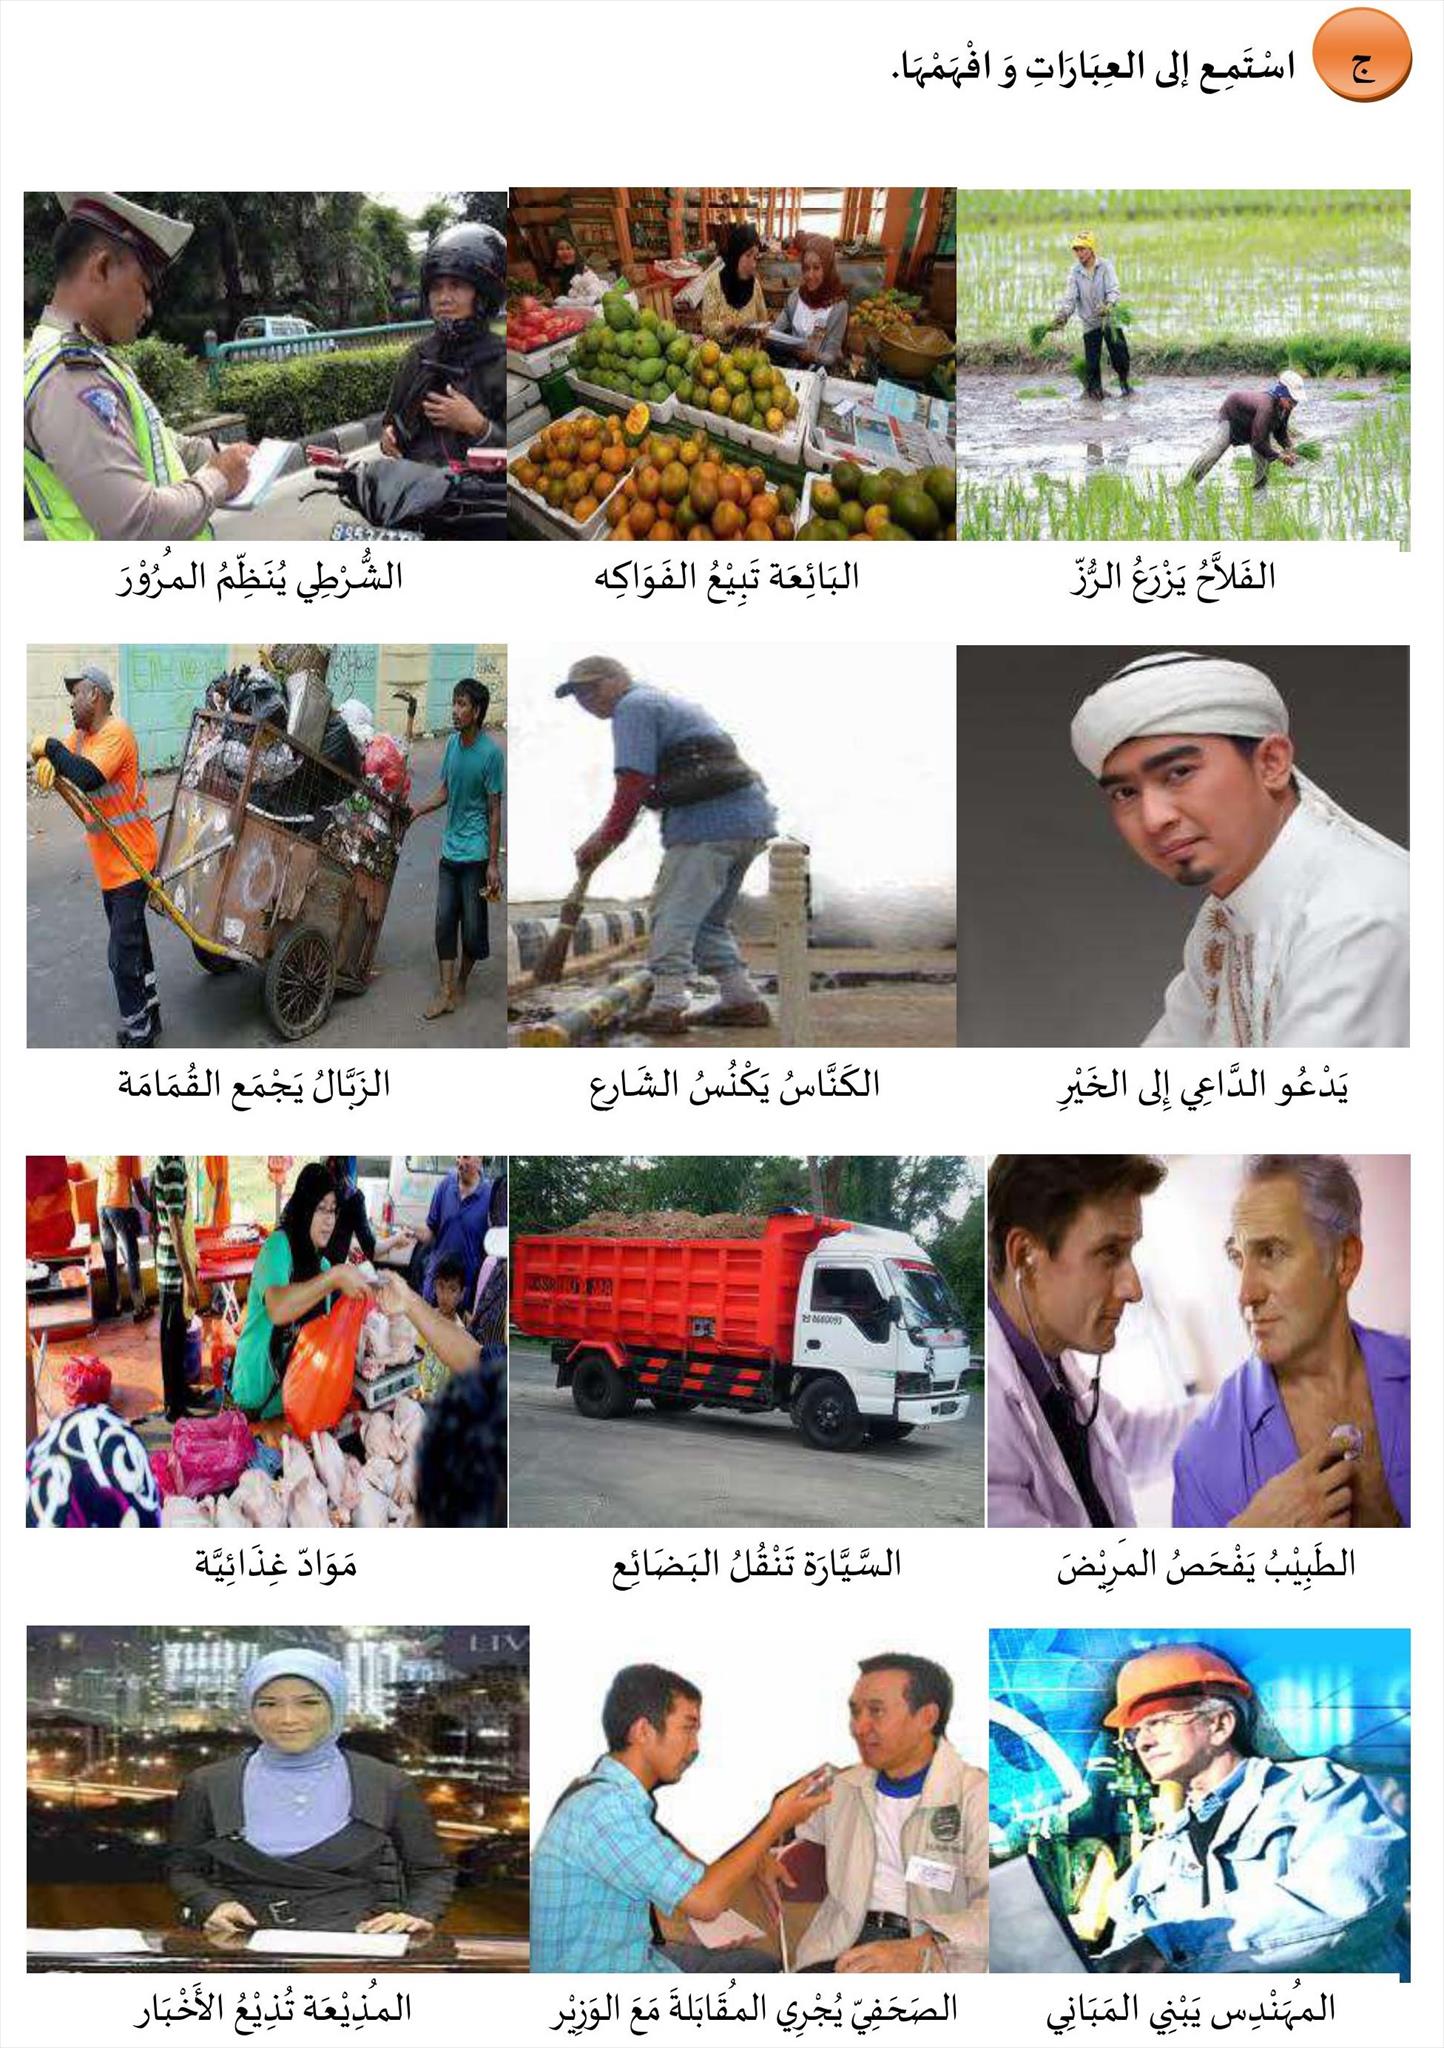 ج
اسْتَمِع إلى العِبَارَاتِ وَ افْهَمْهَا.
الفَلاَّحُ يَزْرَعُ الرُّزّ
البَائِعَة تَبِيْعُ الفَوَاكِه
الشُّرْطِي يُنَظِّمُ المُرُوْرَ
يَدْعُو الدَّاعِي إِلى الخَيْرِ
الكَنَّاسُ يَكْنُسُ الشَارِع
الزَبَّالُ يَجْمَع القُمَامَة
الطَبِيْبُ يَفْحَصُ المَرِيْضَ
السَّيَّارَة تَنْقُلُ البَضَائِع
مَوَادّ غِذَائِيَّة
المُهَنْدِس يَبْنِي المَبَانِي
الصَحَفِيّ يُجْرِي المُقَابَلةَ مَعَ الوَزِيْر
المُذِيْعَة تُذِيْعُ الأَخْبَار